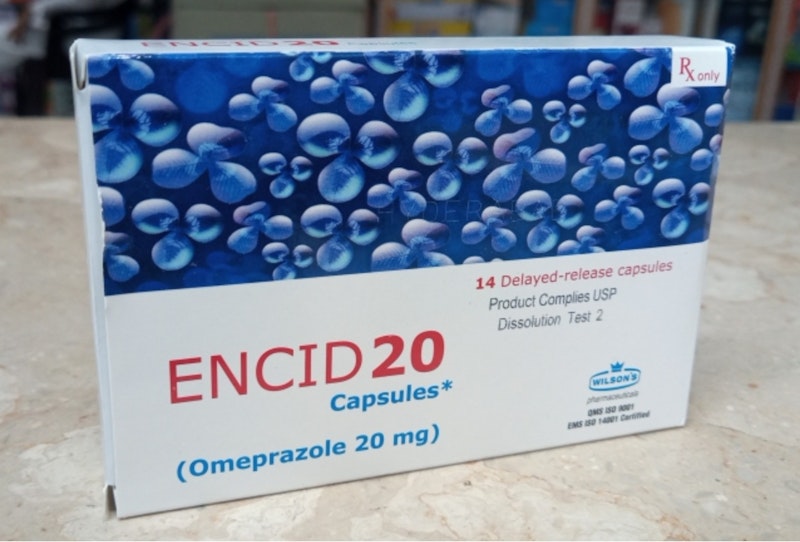 ENCID 20 Capsules
Rx only
14 Delayed-release capsules
Product Complies USP
Dissolution Test 2
ENCID 20
Capsules*
(Omeprazole 20 mg)
WILSON'S
pharmaceuticals
QMS ISO 9001
EMS ISO 14001 Certified